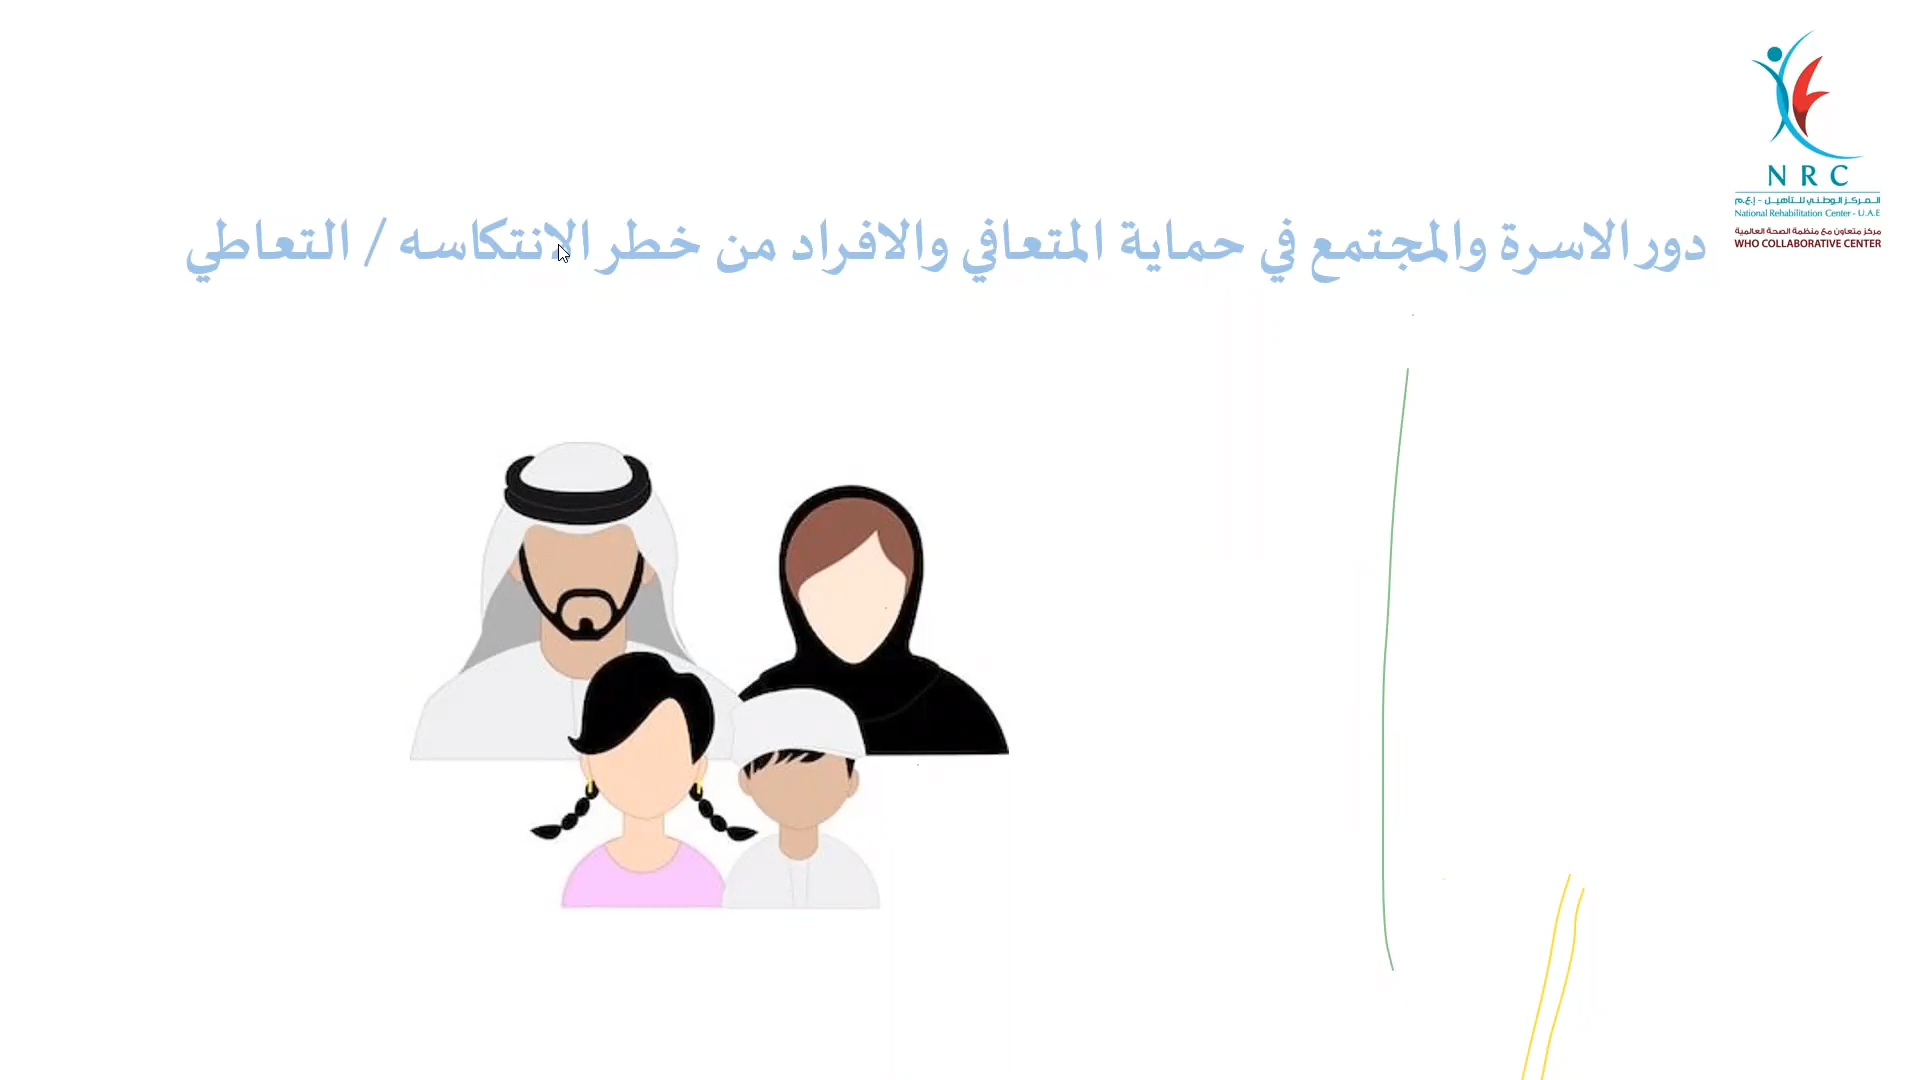 N R C
المركز الوطني للتأهيل - إ.ع.م
National Rehabilitation Center - U.A.E
مركز متعاون مع منظمة الصحة العالمية
WHO COLLABORATIVE CENTER
دور الاسرة والمجتمع في حماية المتعافي والافراد من خطر الانتكاسه / التعاطي